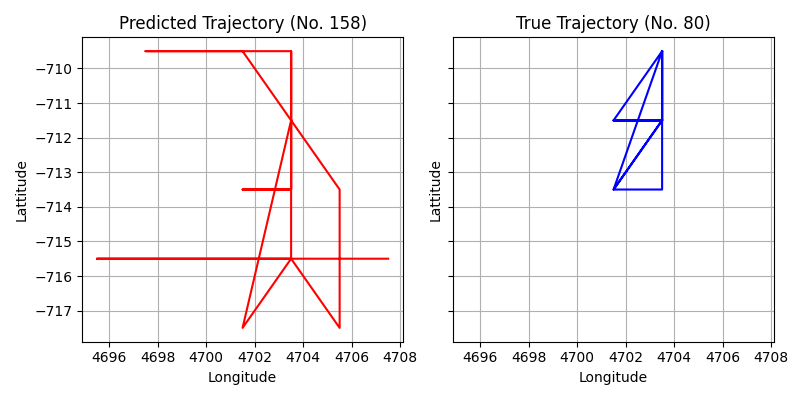 Predicted Trajectory (No. 158)
True Trajectory (No. 80)
−710
−711
−712
−713
−714
−715
−716
−717
Lattitude
Lattitude
4696 4698 4700 4702 4704 4706 4708
4696 4698 4700 4702 4704 4706 4708
Longitude
Longitude